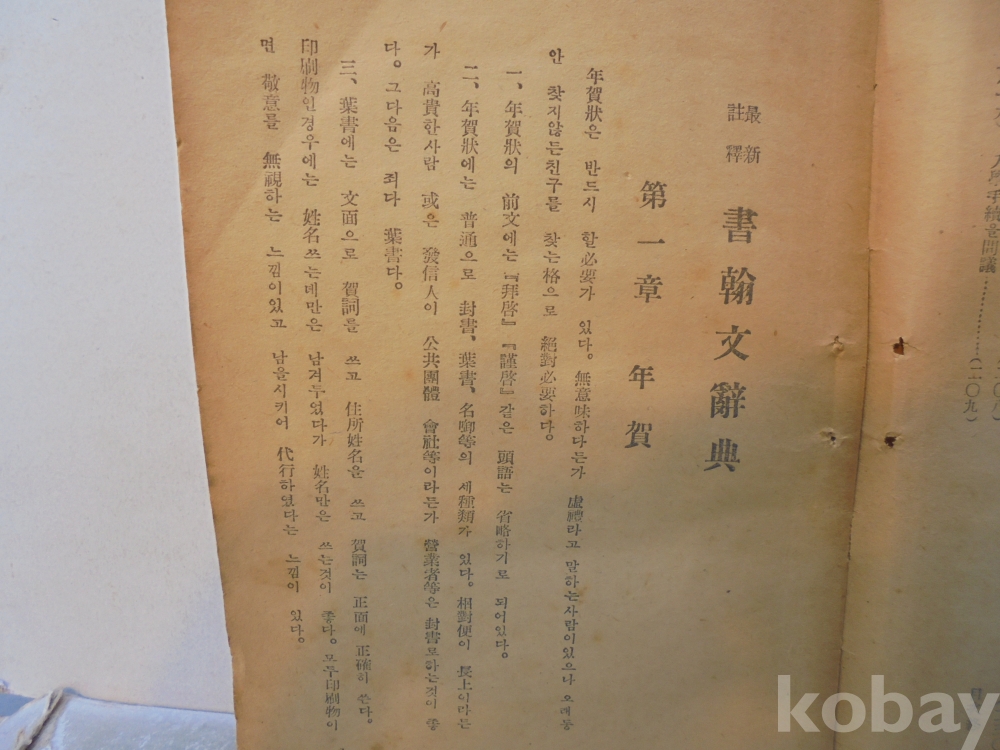 入學手續을問議………(二〇九)
最新
註釋
書翰文辭典
第一章 年賀
年賀狀은 반드시 할必要가 있다。無意味하다든가 虛禮라고 말하는사람이있으나 오래동
안 찾지않든친구를 찾는格으로 絕對必要하다。
一、年賀狀의 前文에는『拜啓』『謹啓』같은 頭語는 省略하기로 되어있다。
二、年賀狀에는 普通으로 封書、葉書、名啣等의 세種類가 있다。相對便이 長上이라든
가 高貴한사람 或은 發信人이 公共團體 會社等이라든가 營業者等은 封書로하는것이 좋
다。그다음은 죄다 葉書다。
三、葉書에는 文面으로 賀詞를 쓰고 住所姓名을 쓰고 賀詞는 正面에 正確히 쓴다。
印刷物인경우에는 姓名쓰는데만은 남겨두었다가 姓名만은 쓰는것이 좋다。모두印刷物이
면 敬意를 無視하는 느낌이있고 남을시키어 代行하였다는 느낌이 있다。
kobay